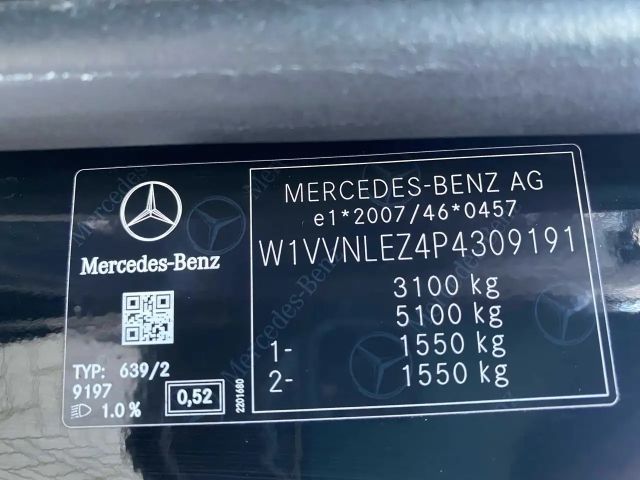 Mercedes-Benz
TYP: 639/2
9197
1.0 %
0,52
2201680
MERCEDES-BENZ AG
e1*2007/46*0457
W1VVNLEZ4P4309191
3100 kg
5100 kg
1- 1550 kg
2- 1550 kg